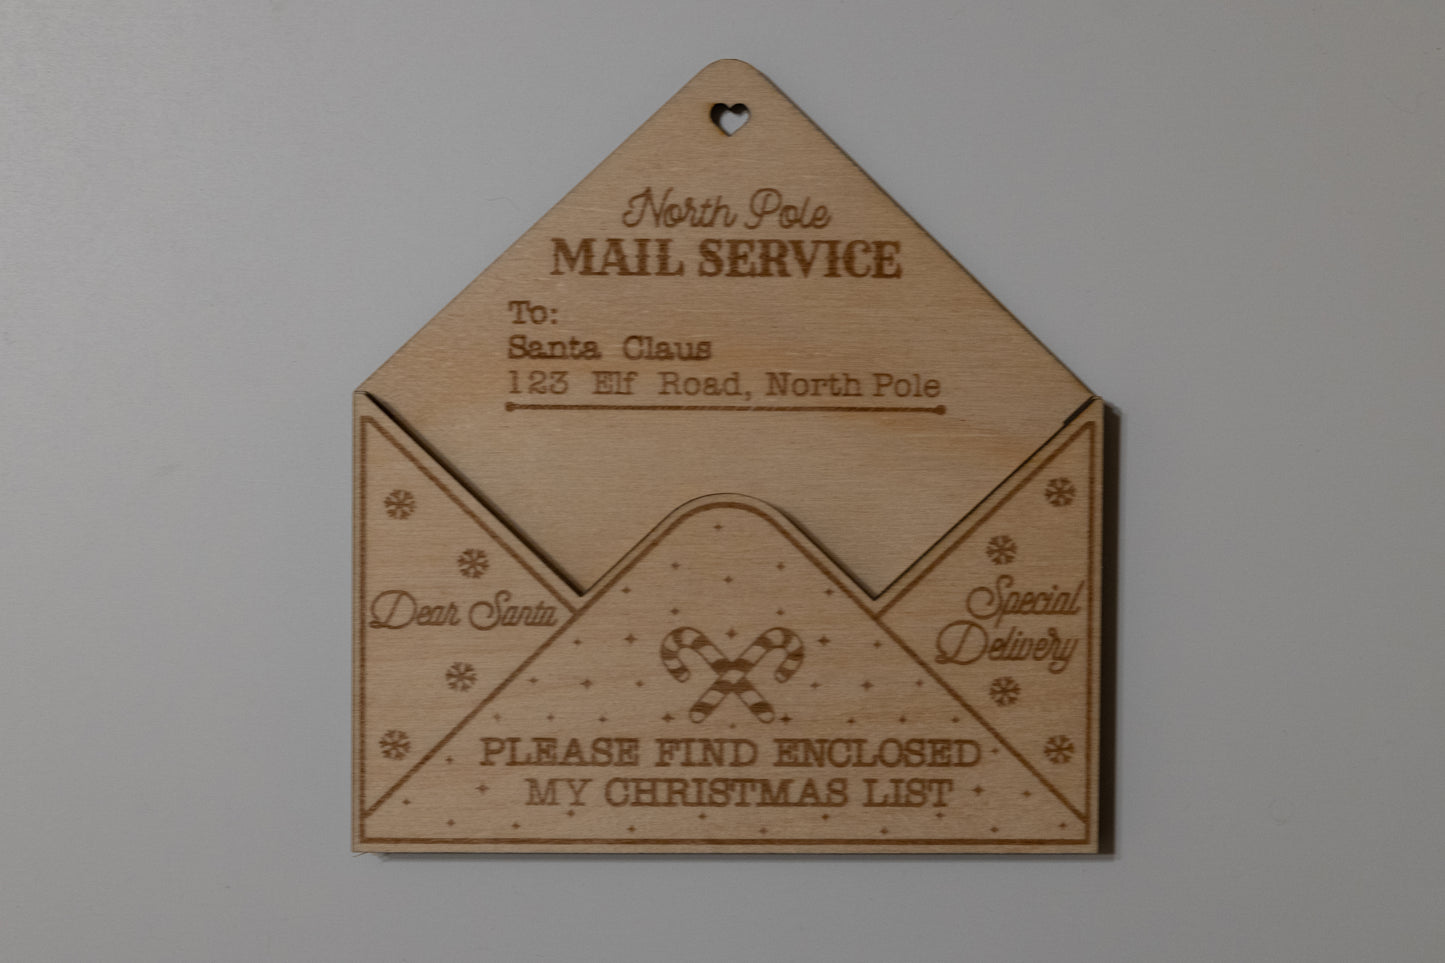 North Pole
MAIL SERVICE
To:
Santa Claus
123 Elf Road, North Pole
Dear Santa
Special
Delivery
PLEASE FIND ENCLOSED
MY CHRISTMAS LIST